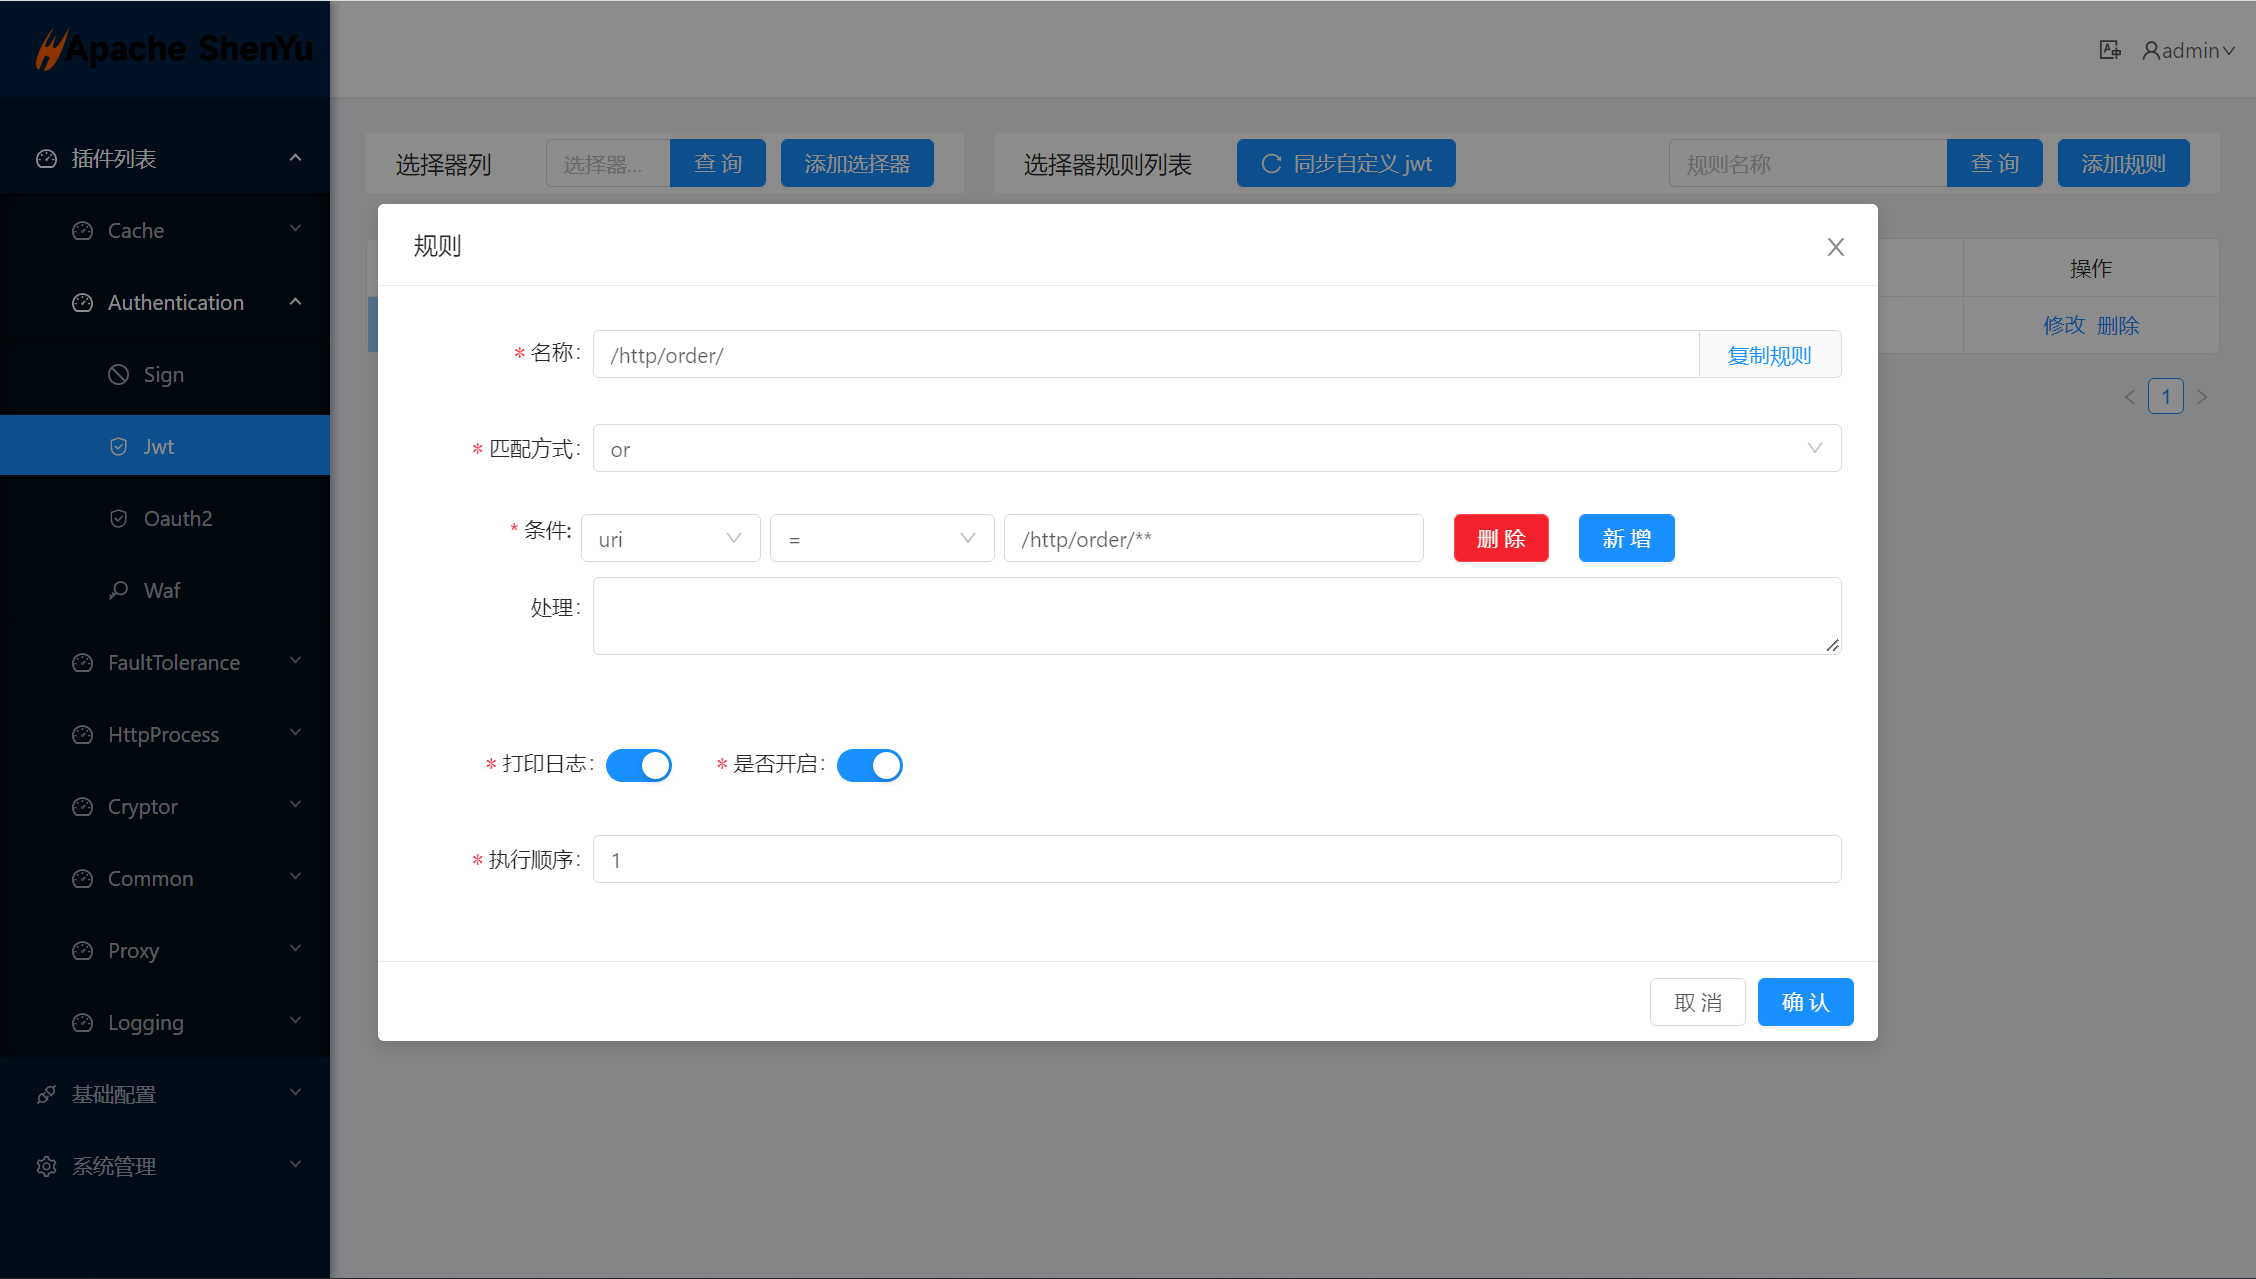 Apache ShenYu
admin
插件列表
Cache
Authentication
Sign
Jwt
Oauth2
Waf
FaultTolerance
HttpProcess
Cryptor
Common
Proxy
Logging
基础配置
系统管理
选择器列 选择器... 查 询 添加选择器
选择器规则列表 同步自定义 jwt 规则名称 查 询 添加规则
操作
修改 删除
< 1 >
规则
* 名称: /http/order/ 复制规则
* 匹配方式: or
* 条件: uri = /http/order/** 删 除 新 增
处理:
* 打印日志: * 是否开启:
* 执行顺序: 1
取 消 确 认